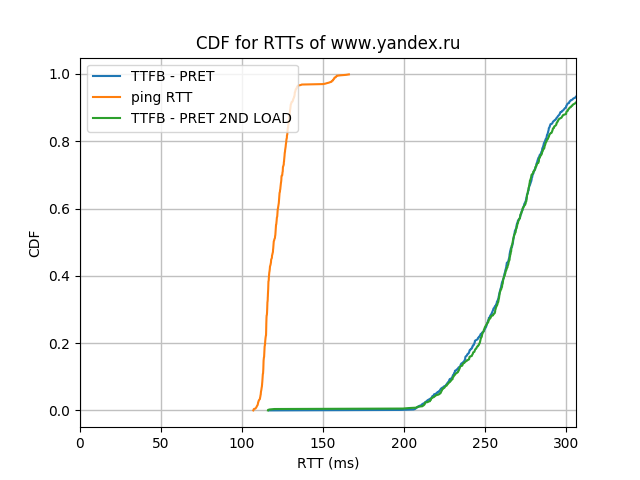 CDF for RTTs of www.yandex.ru
TTFB - PRET
ping RTT
TTFB - PRET 2ND LOAD
CDF
1.0
0.8
0.6
0.4
0.2
0.0
0 50 100 150 200 250 300
RTT (ms)